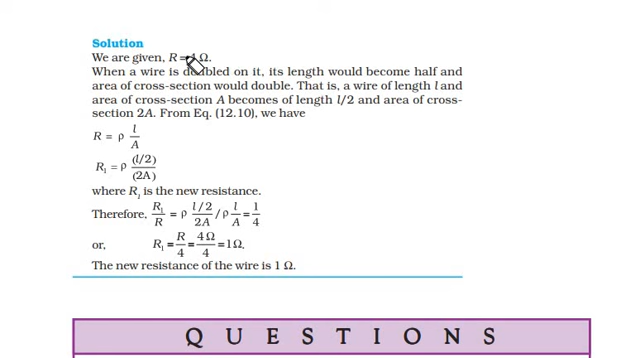 Solution
We are given, R = Ω.
When a wire is doubled on it, its length would become half and
area of cross-section would double. That is, a wire of length l and
and area of cross-section A becomes of length l/2 and area of cross-
section 2A. From Eq. (12.10), we have
R = ρ l/A
R₁ = ρ (l/2)/(2A)
where R₁ is the new resistance.
Therefore, R₁/R = ρ l/2/2A / ρ l/A = 1/4
or, R₁ = R/4 = 4Ω/4 = 1Ω.
The new resistance of the wire is 1 Ω.
QUESTIONS